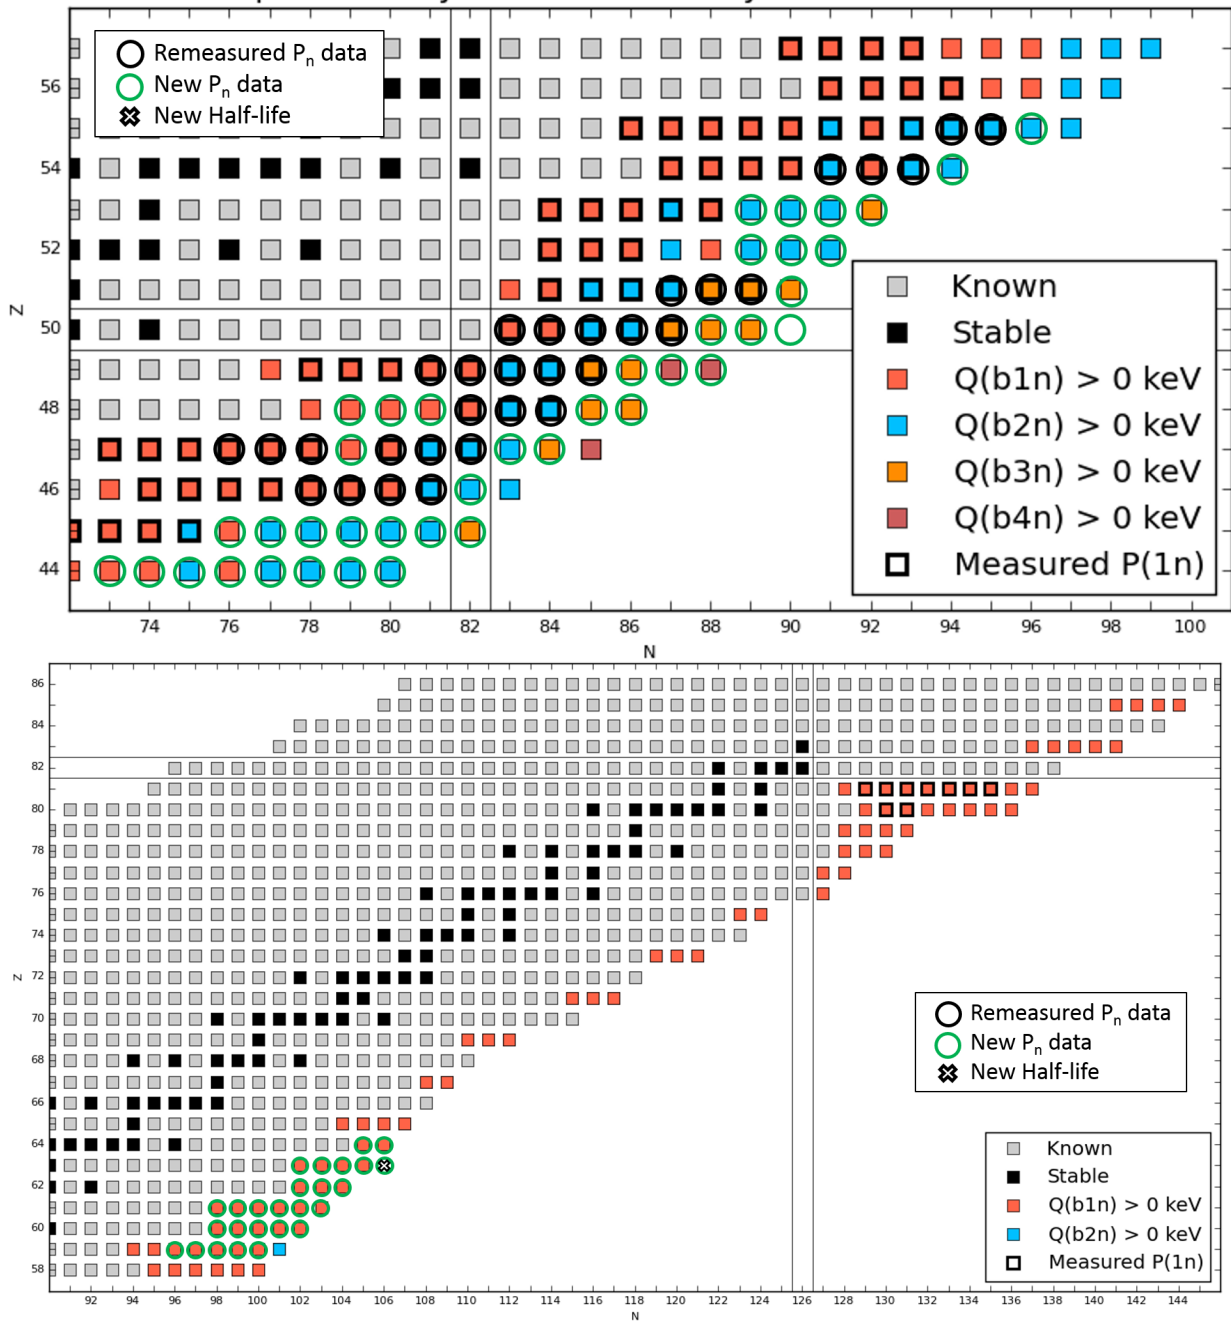 Remeasured Pn data
New Pn data
New Half-life
56
54
52
Z
50
48
46
44
Known
Stable
Q(b1n) > 0 keV
Q(b2n) > 0 keV
Q(b3n) > 0 keV
Q(b4n) > 0 keV
Measured P(1n)
74 76 78 80 82 84 86 88 90 92 94 96 98 100
N
86
84
82
80
78
76
74
72
Z
70
68
66
64
62
60
58
Remeasured Pn data
New Pn data
New Half-life
Known
Stable
Q(b1n) > 0 keV
Q(b2n) > 0 keV
Measured P(1n)
92 94 96 98 100 102 104 106 108 110 112 114 116 118 120 122 124 126 128 130 132 134 136 138 140 142 144
N